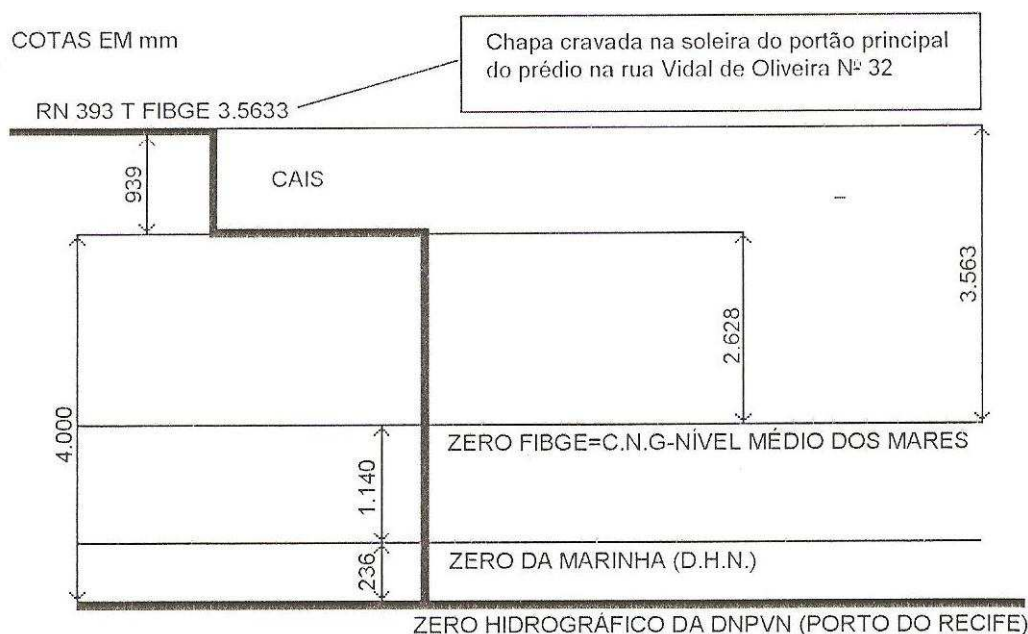 COTAS EM mm
Chapa cravada na soleira do portão principal
do prédio na rua Vidal de Oliveira Nº 32
RN 393 T FIBGE 3.5633
939
CAIS
3.563
2.628
4.000
ZERO FIBGE=C.N.G-NÍVEL MÉDIO DOS MARES
1.140
ZERO DA MARINHA (D.H.N.)
236
ZERO HIDROGRÁFICO DA DNPVN (PORTO DO RECIFE)